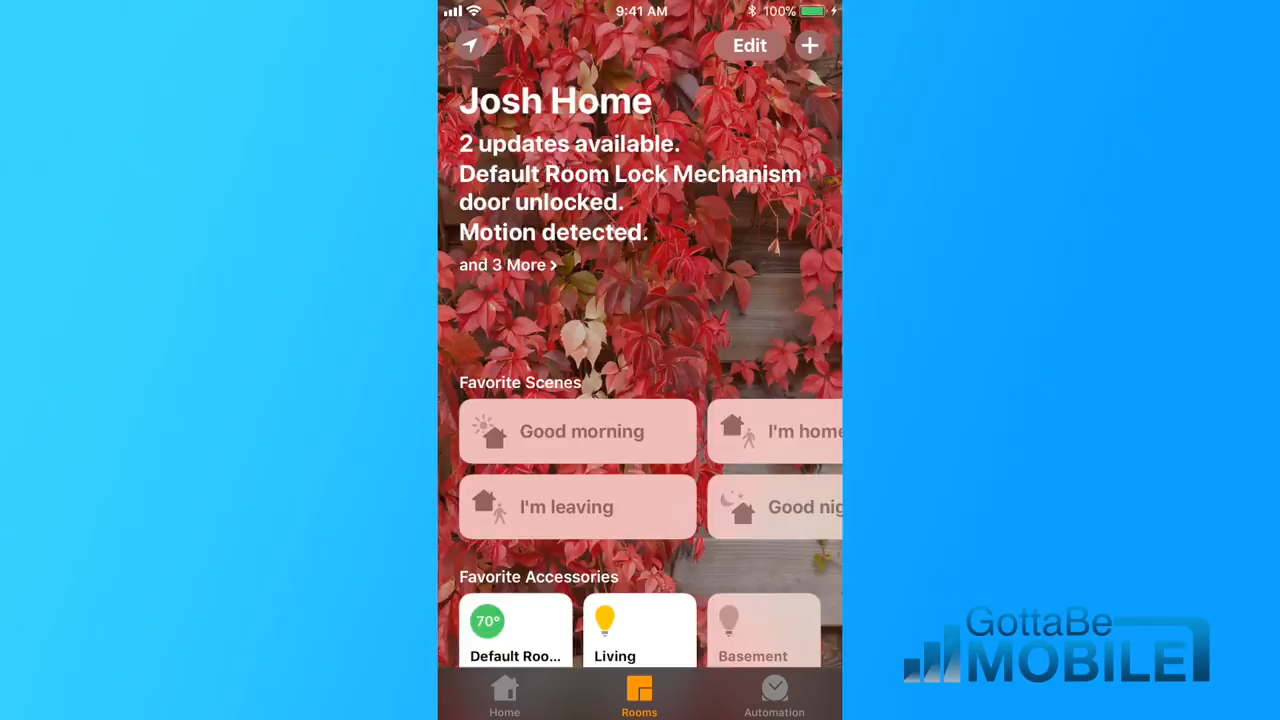 9:41 AM
100%
Edit
Josh Home
2 updates available.
Default Room Lock Mechanism
door unlocked.
Motion detected.
and 3 More
Favorite Scenes
Good morning
I'm home
I'm leaving
Good nig
Favorite Accessories
70°
Default Roo...
Living
Basement
Home
Rooms
Automation
GottaBe
MOBILE